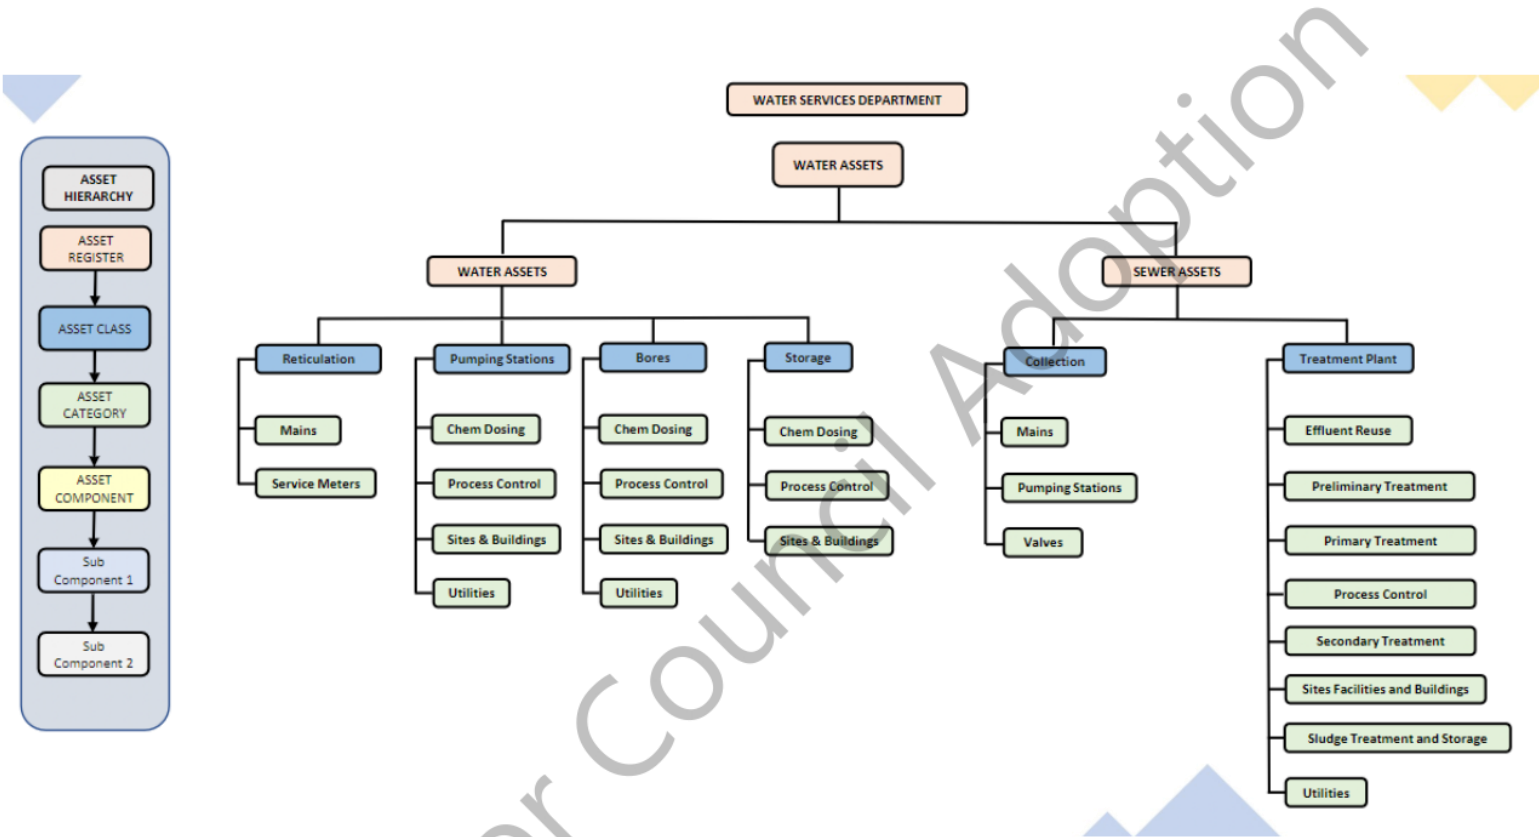 WATER SERVICES DEPARTMENT
WATER ASSETS
ASSET
HIERARCHY
ASSET
REGISTER
ASSET CLASS
ASSET
CATEGORY
ASSET
COMPONENT
Sub
Component 1
Sub
Component 2
WATER ASSETS
Reticulation
Mains
Service Meters
Pumping Stations
Chem Dosing
Process Control
Sites & Buildings
Utilities
Bores
Chem Dosing
Process Control
Sites & Buildings
Utilities
Storage
Chem Dosing
Process Control
Sites & Buildings
SEWER ASSETS
Collection
Mains
Pumping Stations
Valves
Treatment Plant
Effluent Reuse
Preliminary Treatment
Primary Treatment
Process Control
Secondary Treatment
Sites Facilities and Buildings
Sludge Treatment and Storage
Utilities
Council Adoption